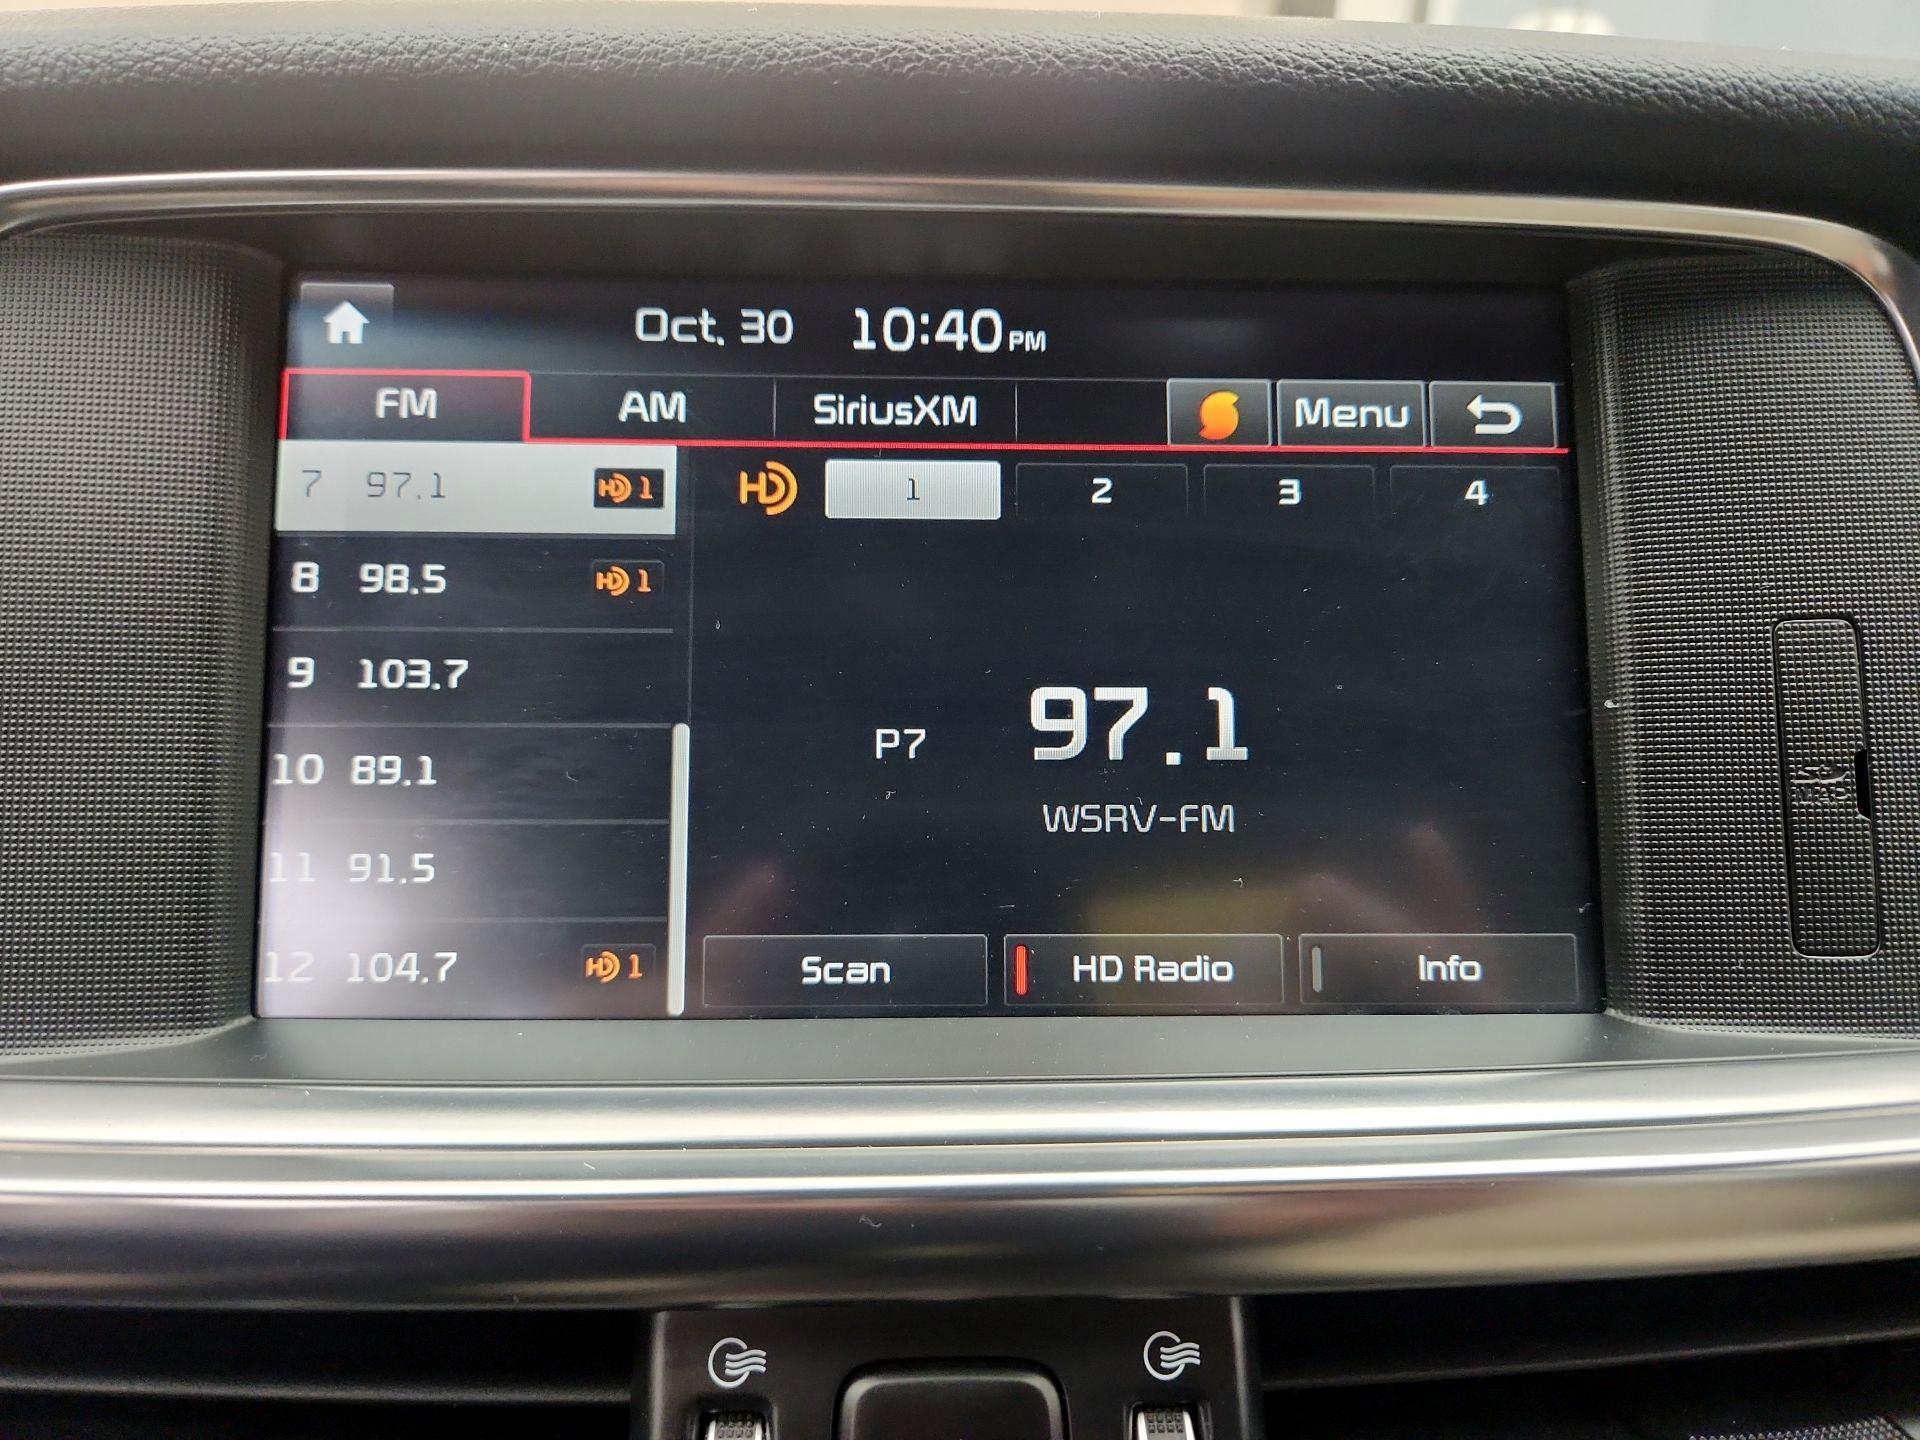 Oct. 30 10:40 PM
FM AM SiriusXM Menu
7 97.1 HD 1
HD 1 2 3 4
8 98.5 HD 1
9 103.7
10 89.1
11 91.5
12 104.7 HD 1
P7 97.1
WSRV-FM
Scan HD Radio Info